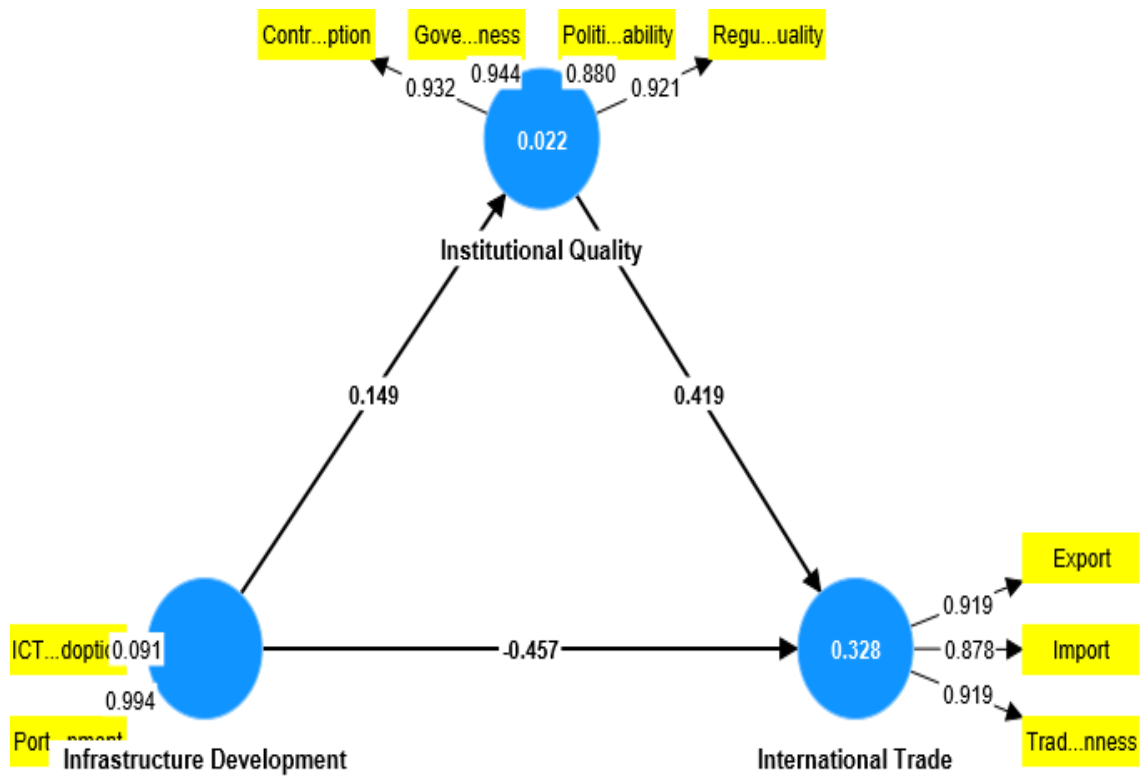 Contr...ption
Gove...ness
Politi...ability
Regu...uality
0.932
0.944
0.880
0.921
0.022
Institutional Quality
0.149
0.419
ICT...doptic
0.091
-0.457
0.328
0.994
Port
Infrastructure Development
International Trade
0.919
Export
0.878
Import
0.919
Trad...nness